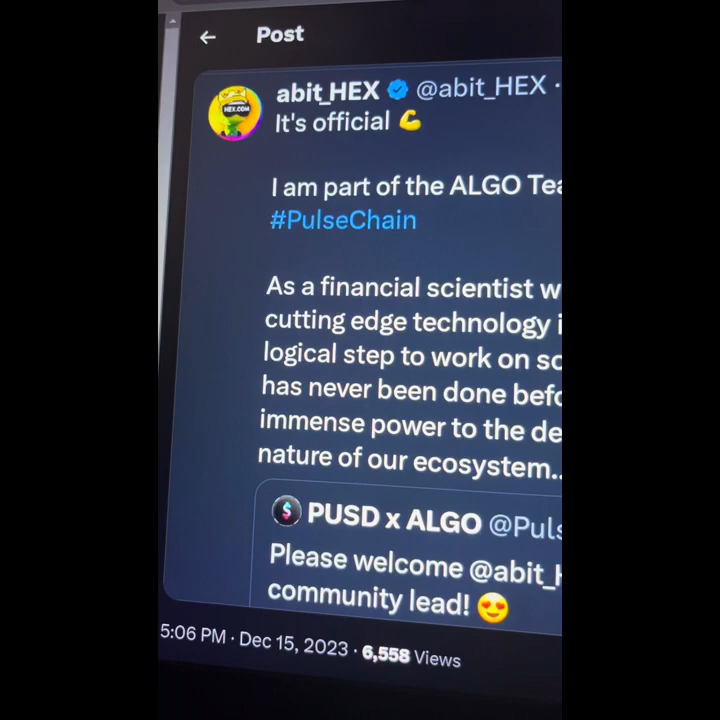 Post
abit_HEX @abit_HEX ·
HEX.COM
It's official 💪
I am part of the ALGO
#PulseChain
As a financial scientist
cutting edge technology
logical step to work on
has never been done
immense power to the
nature of our ecosystem..
$ PUSD x ALGO
Please welcome
community lead! 😍
5:06 PM · Dec 15, 2023 · 6,558 Views